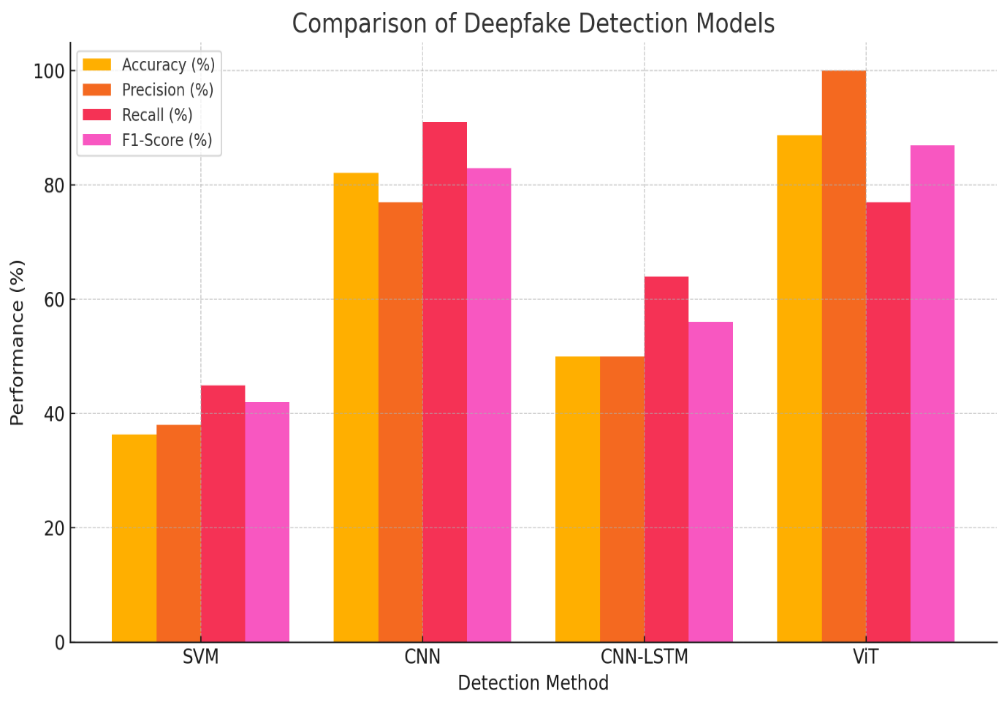 Comparison of Deepfake Detection Models
Accuracy (%)
Precision (%)
Recall (%)
F1-Score (%)
Performance (%)
100
80
60
40
20
0
SVM CNN CNN-LSTM ViT
Detection Method